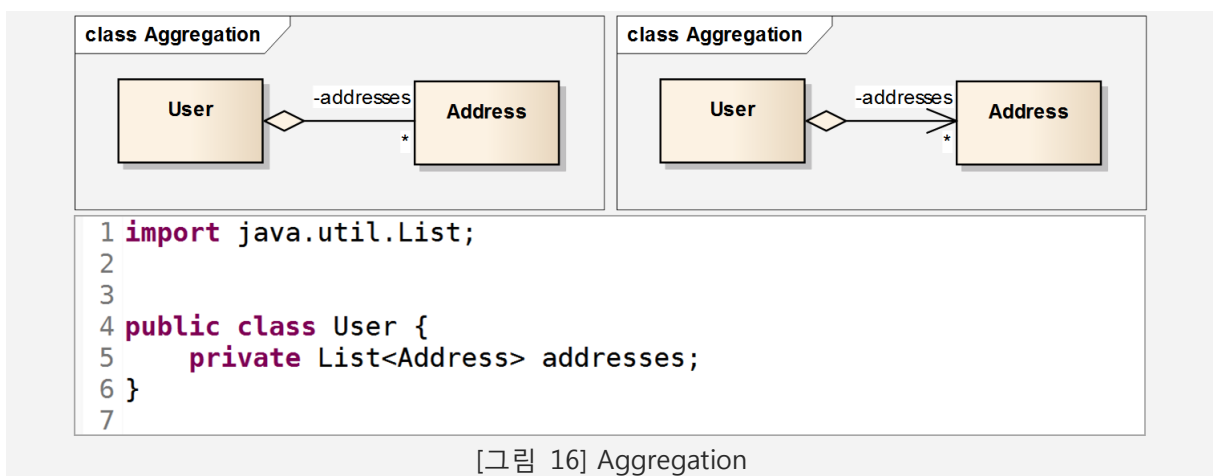 class Aggregation
User
-addresses
*
Address
class Aggregation
User
-addresses
*
Address
1 import java.util.List;
2
3
4 public class User {
5     private List<Address> addresses;
6 }
7
[그림 16] Aggregation